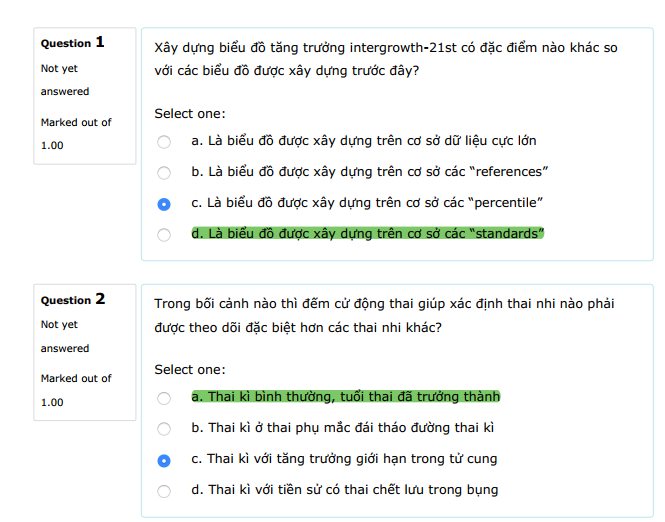 Question 1
Not yet
answered
Marked out of
1.00
Xây dựng biểu đồ tăng trưởng intergrowth-21st có đặc điểm nào khác so
với các biểu đồ được xây dựng trước đây?
Select one:
a. Là biểu đồ được xây dựng trên cơ sở dữ liệu cực lớn
b. Là biểu đồ được xây dựng trên cơ sở các “references”
c. Là biểu đồ được xây dựng trên cơ sở các “percentile”
d. Là biểu đồ được xây dựng trên cơ sở các “standards”
Question 2
Not yet
answered
Marked out of
1.00
Trong bối cảnh nào thì đếm cử động thai giúp xác định thai nhi nào phải
được theo dõi đặc biệt hơn các thai nhi khác?
Select one:
a. Thai kì bình thường, tuổi thai đã trưởng thành
b. Thai kì ở thai phụ mắc đái tháo đường thai kì
c. Thai kì với tăng trưởng giới hạn trong tử cung
d. Thai kì với tiền sử có thai chết lưu trong bụng